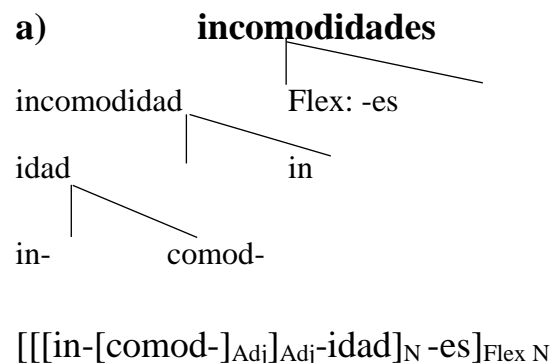 a) incomodidades
incomodidad Flex: -es
idad in
in- comod-
[[[in-[comod-]Adj]Adj-idad]N -es]Flex N